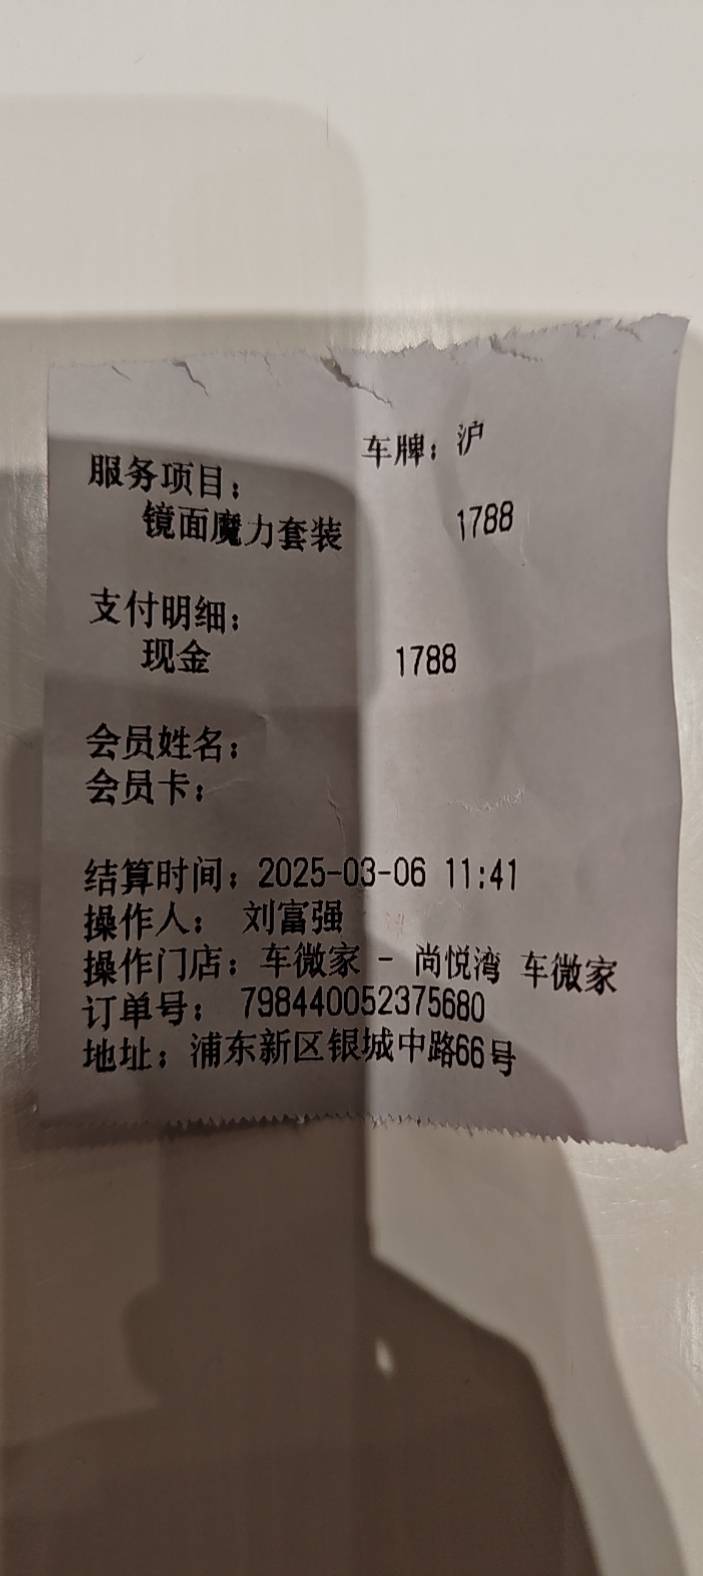 车牌：沪
服务项目：
镜面魔力套装 1788
支付明细：
现金 1788
会员姓名：
会员卡：
结算时间：2025-03-06 11:41
操作人： 刘富强
操作门店：车微家 - 尚悦湾 车微家
订单号： 798440052375680
地址：浦东新区银城中路66号